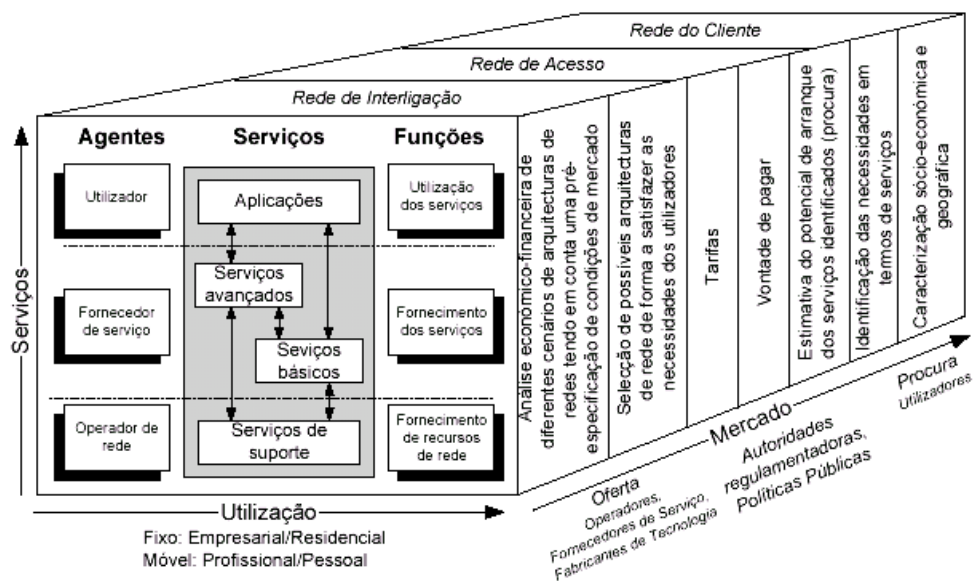 Rede do Cliente
Rede de Acesso
Rede de Interligação
Agentes
Serviços
Funções
Utilizador
Aplicações
Utilização
dos serviços
Serviços
avançados
Fornecedor
de serviço
Fornecimento
dos serviços
Seviços
básicos
Operador de
rede
Serviços de
suporte
Fornecimento
de recursos
de rede
Serviços
Utilização
Fixo: Empresarial/Residencial
Móvel: Profissional/Pessoal
Análise económico-financeira de
diferentes cenário de arquitecturas de
redes tendo em conta uma pré-
especificação de condições de mercado
Selecção de possíveis arquitecturas
de rede de forma a satisfazer as
necessidades dos utilizadores
Tarifas
Vontade de pagar
Estimativa do potencial de arranque
dos serviços identificados (procura)
Identificação das necessidades em
termos de serviços
Caracterização sócio-económica e
geográfica
Mercado
Oferta
Operadores,
Fornecedores de Serviço,
Fabricantes de Tecnologia
Autoridades
regulamentadoras,
Políticas Públicas
Procura
Utilizadores